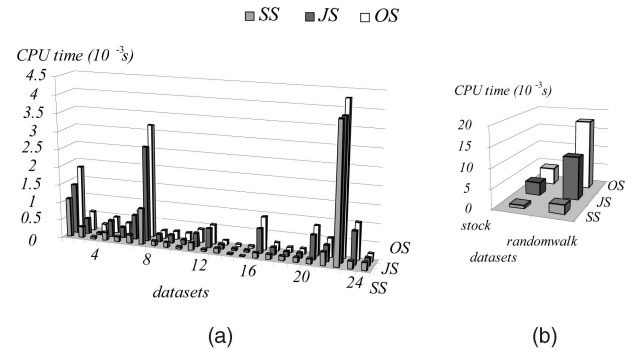 SS JS OS
CPU time (10 -3s)
4.5
4
3.5
3
2.5
2
1.5
1
0.5
0
4 8 12 16 20 24
OS
JS
SS
datasets
(a)
CPU time (10 -3s)
20
15
10
5
0
OS
JS
SS
stock
randomwalk
datasets
(b)